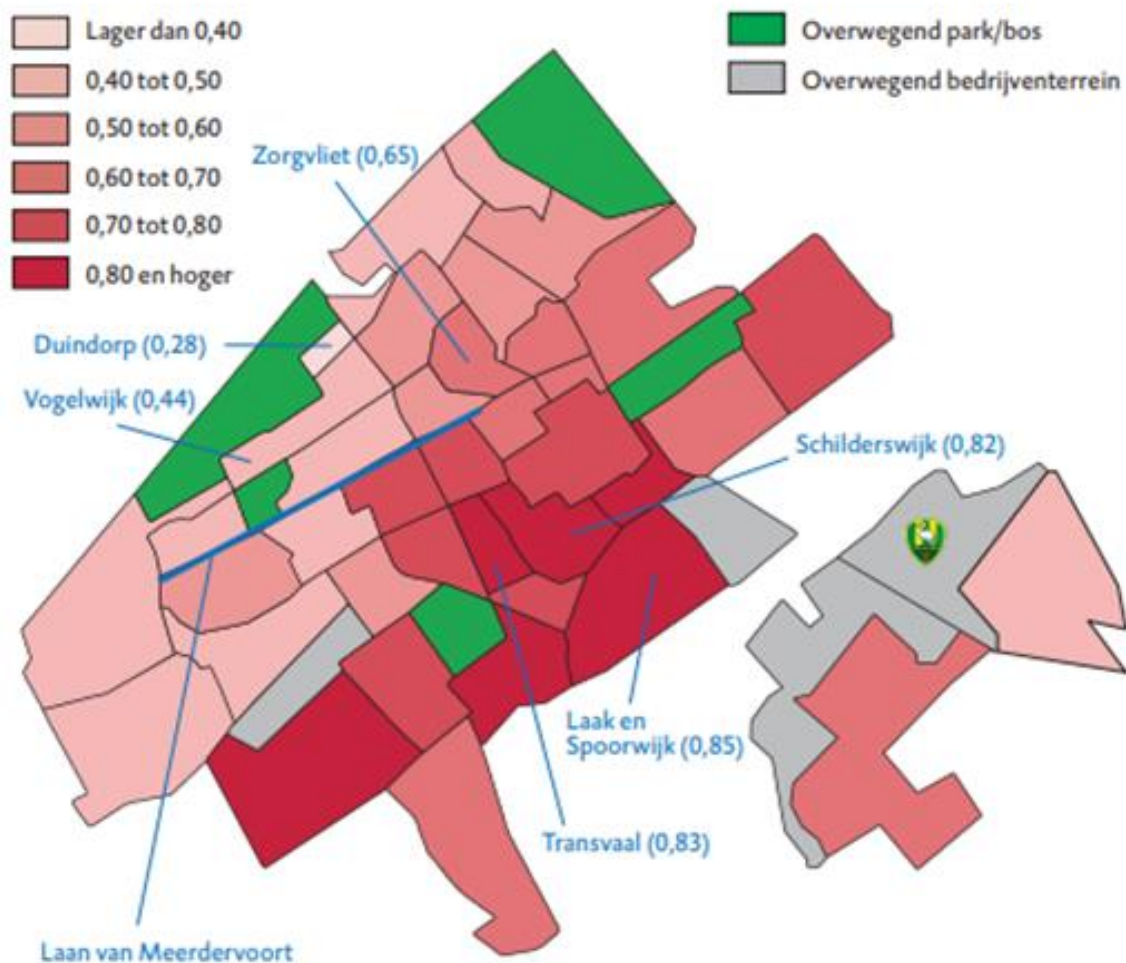 Lager dan 0,40
0,40 tot 0,50
0,50 tot 0,60
0,60 tot 0,70
0,70 tot 0,80
0,80 en hoger
Overwegend park/bos
Overwegend bedrijventerrein
Zorgvliet (0,65)
Duindorp (0,28)
Vogelwijk (0,44)
Schilderswijk (0,82)
Laak en
Spoorwijk (0,85)
Transvaal (0,83)
Laan van Meerdervoort